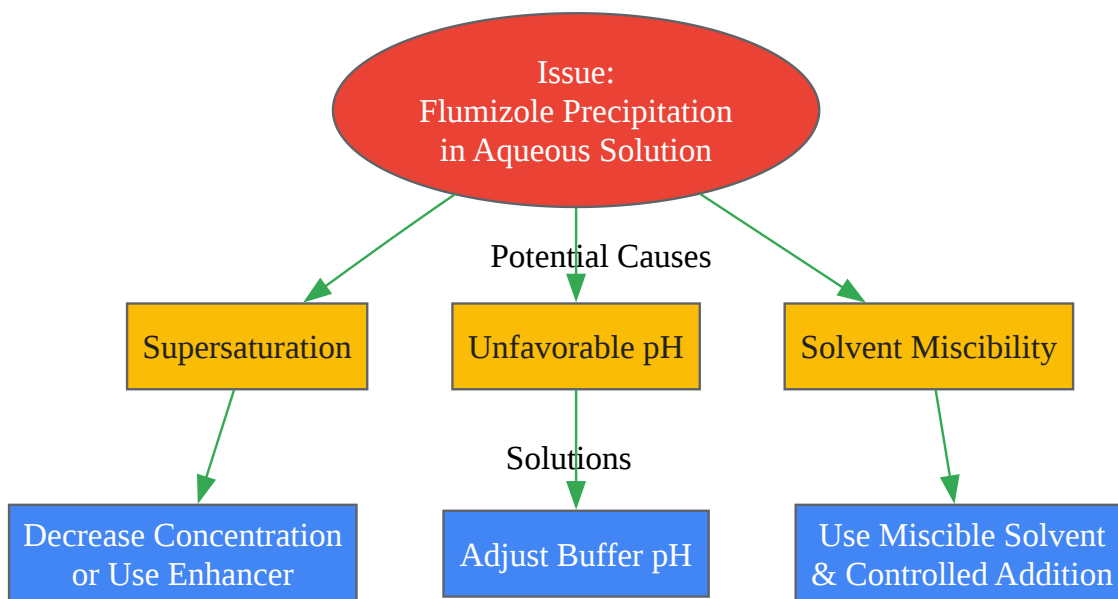 Issue:
Flumizole Precipitation
in Aqueous Solution
Potential Causes
Supersaturation
Unfavorable pH
Solvent Miscibility
Solutions
Decrease Concentration
or Use Enhancer
Adjust Buffer pH
Use Miscible Solvent
& Controlled Addition